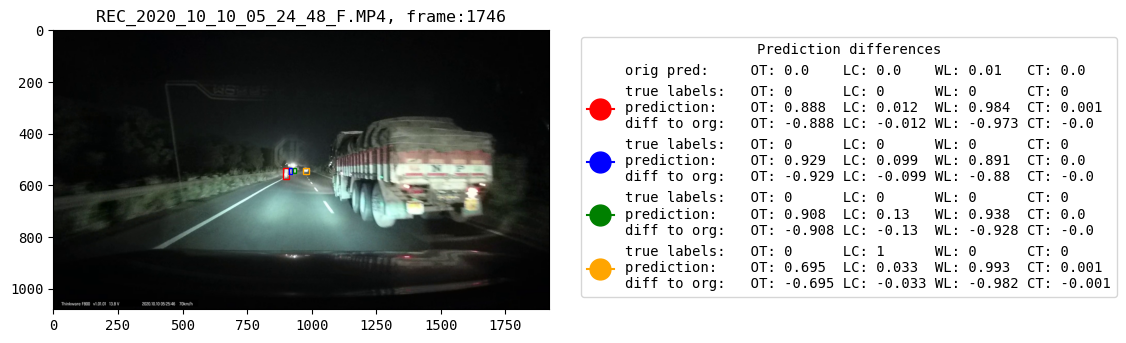 REC_2020_10_10_05_24_48_F.MP4, frame:1746
0
200
400
600
800
1000
0 250 500 750 1000 1250 1500 1750
Prediction differences
orig pred: OT: 0.0 LC: 0.0 WL: 0.01 CT: 0.0
true labels: OT: 0 LC: 0 WL: 0 CT: 0
prediction: OT: 0.888 LC: 0.012 WL: 0.984 CT: 0.001
diff to org: OT: -0.888 LC: -0.012 WL: -0.973 CT: -0.0
true labels: OT: 0 LC: 0 WL: 0 CT: 0
prediction: OT: 0.929 LC: 0.099 WL: 0.891 CT: 0.0
diff to org: OT: -0.929 LC: -0.099 WL: -0.88 CT: -0.0
true labels: OT: 0 LC: 0 WL: 0 CT: 0
prediction: OT: 0.908 LC: 0.13 WL: 0.938 CT: 0.0
diff to org: OT: -0.908 LC: -0.13 WL: -0.928 CT: -0.0
true labels: OT: 0 LC: 1 WL: 0 CT: 0
prediction: OT: 0.695 LC: 0.033 WL: 0.993 CT: 0.001
diff to org: OT: -0.695 LC: -0.033 WL: -0.982 CT: -0.001